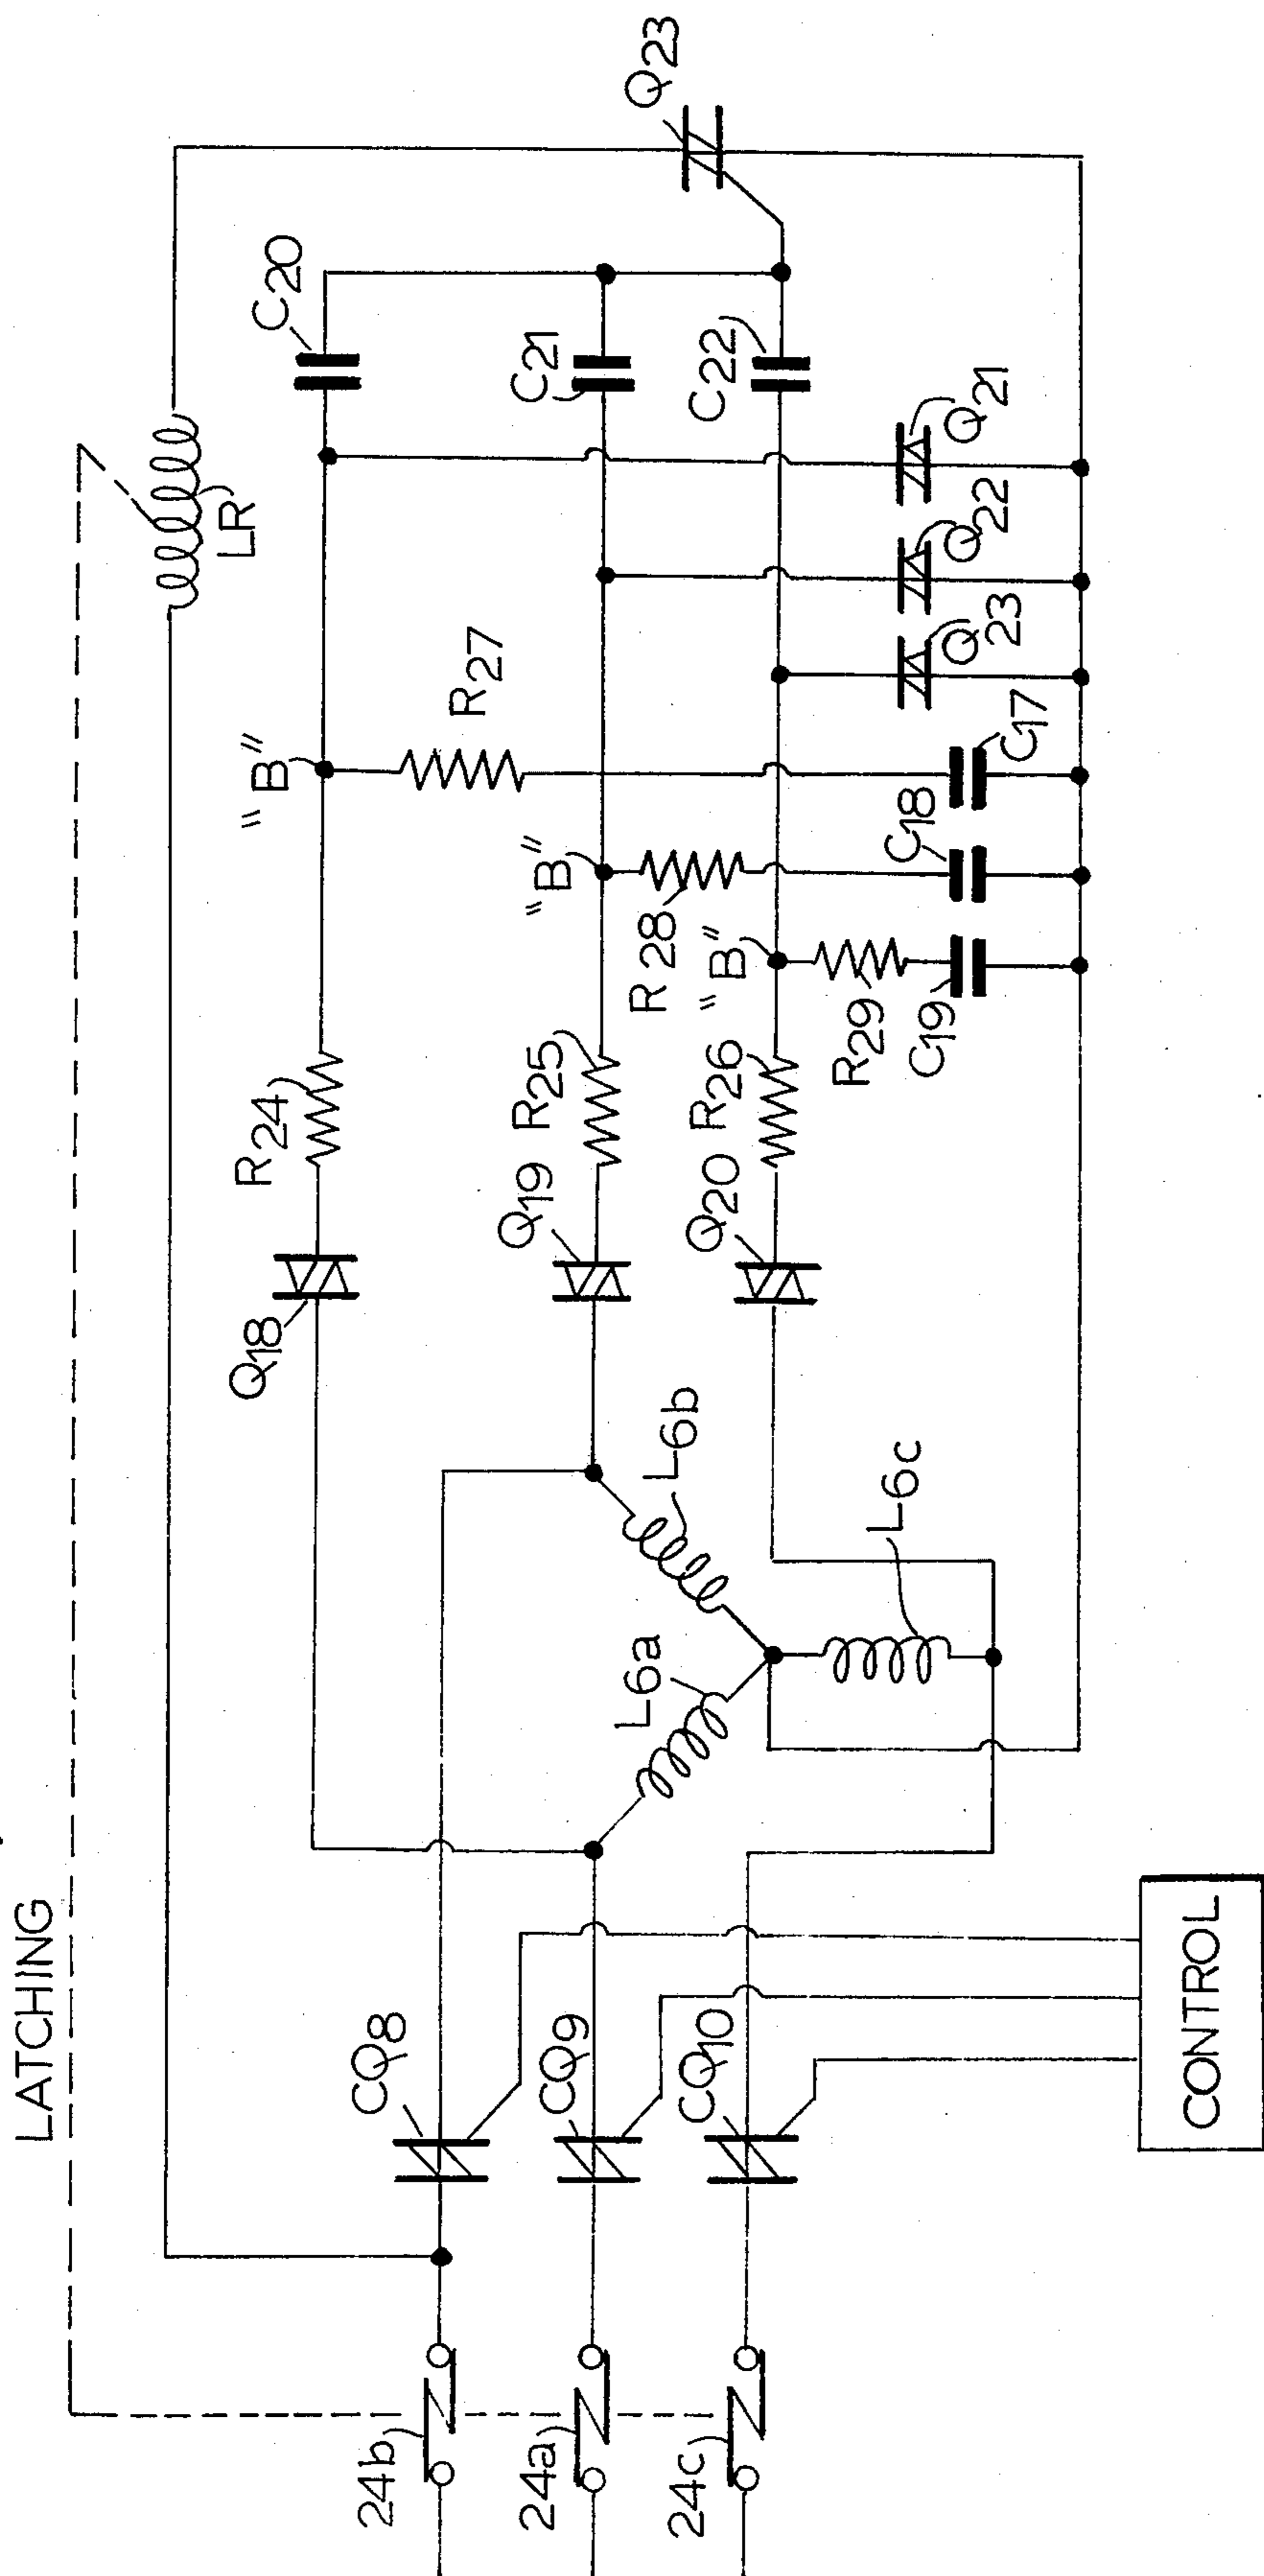 LATCHING
24b
24a
24c
CQ8
CQ9
CQ10
CONTROL
L6a
L6b
L6c
Q18
Q19
Q20
R24
R25
R26
"B"
"B"
"B"
R27
R28
R29
C17
C18
C19
Q23
Q22
Q21
LR
C20
C21
C22
Q23